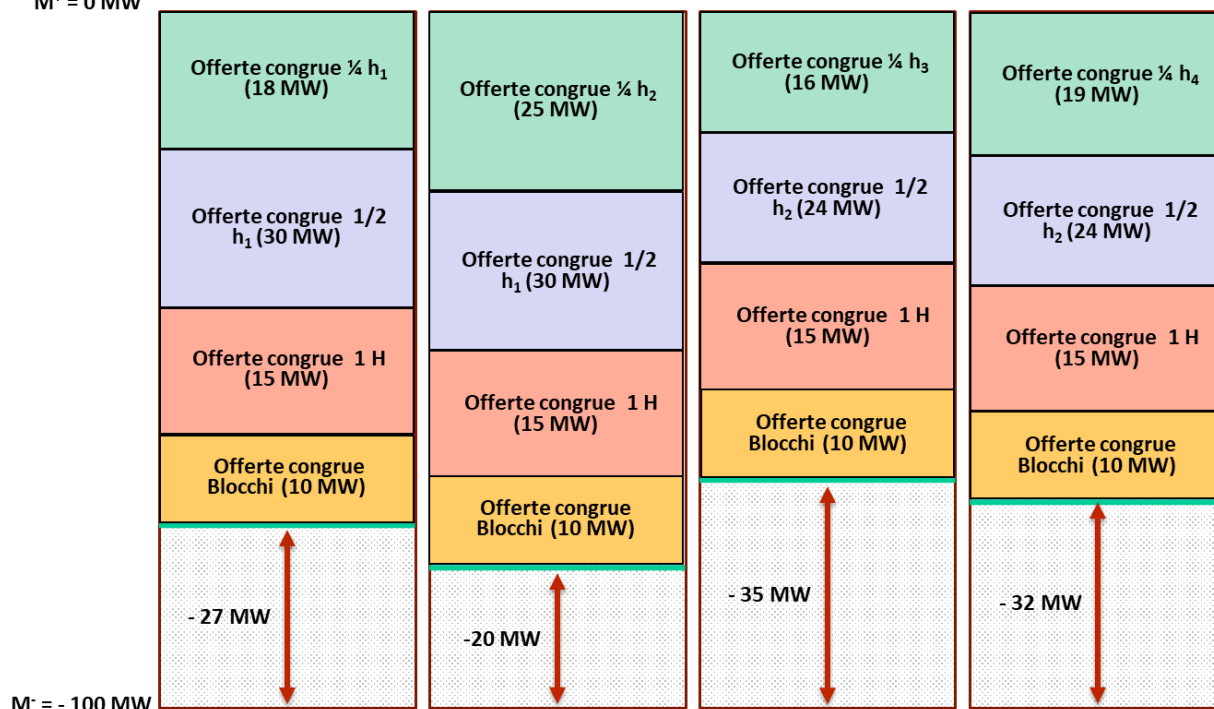 M⁺ = 0 MW
Offerte congrue ¼ h₁
(18 MW)
Offerte congrue 1/2
h₁ (30 MW)
Offerte congrue 1 H
(15 MW)
Offerte congrue
Blocchi (10 MW)
- 27 MW
Offerte congrue ¼ h₂
(25 MW)
Offerte congrue 1/2
h₁ (30 MW)
Offerte congrue 1 H
(15 MW)
Offerte congrue
Blocchi (10 MW)
-20 MW
Offerte congrue ¼ h₃
(16 MW)
Offerte congrue 1/2
h₂ (24 MW)
Offerte congrue 1 H
(15 MW)
Offerte congrue
Blocchi (10 MW)
- 35 MW
Offerte congrue ¼ h₄
(19 MW)
Offerte congrue 1/2
h₂ (24 MW)
Offerte congrue 1 H
(15 MW)
Offerte congrue
Blocchi (10 MW)
- 32 MW
M⁻ = - 100 MW